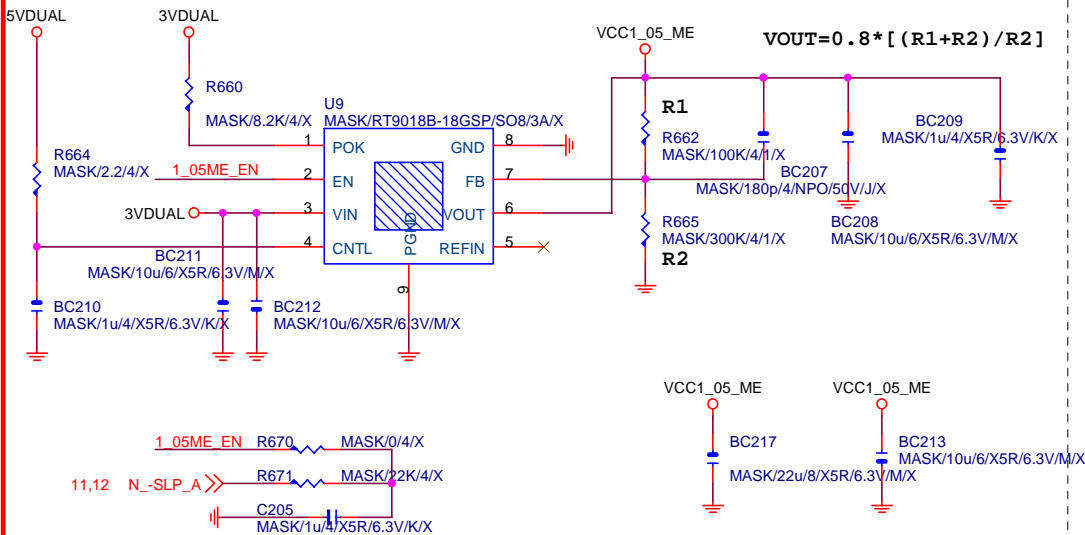 5VDUAL
3VDUAL
VCC1_05_ME
VOUT=0.8*[(R1+R2)/R2]
R660
MASK/8.2K/4/X
U9
MASK/RT9018B-18GSP/SO8/3A/X
R1
R662
MASK/100K/4/1/X
BC207
MASK/180p/4/NPO/50V/J/X
BC209
MASK/1u/4/X5R/6.3V/K/X
R664
MASK/2.2/4/X
1_05ME_EN
3VDUAL
1 POK
2 EN
3 VIN
4 CNTL
GND 8
FB 7
VOUT 6
REFIN 5
PGND
9
R665
MASK/300K/4/1/X
R2
BC208
MASK/10u/6/X5R/6.3V/M/X
BC211
MASK/10u/6/X5R/6.3V/M/X
BC210
MASK/1u/4/X5R/6.3V/K/X
BC212
MASK/10u/6/X5R/6.3V/M/X
VCC1_05_ME
VCC1_05_ME
BC217
MASK/22u/8/X5R/6.3V/M/X
BC213
MASK/10u/6/X5R/6.3V/M/X
1_05ME_EN R670 MASK/0/4/X
11,12 N_-SLP_A R671 MASK/22K/4/X
C205
MASK/1u/4/X5R/6.3V/K/X